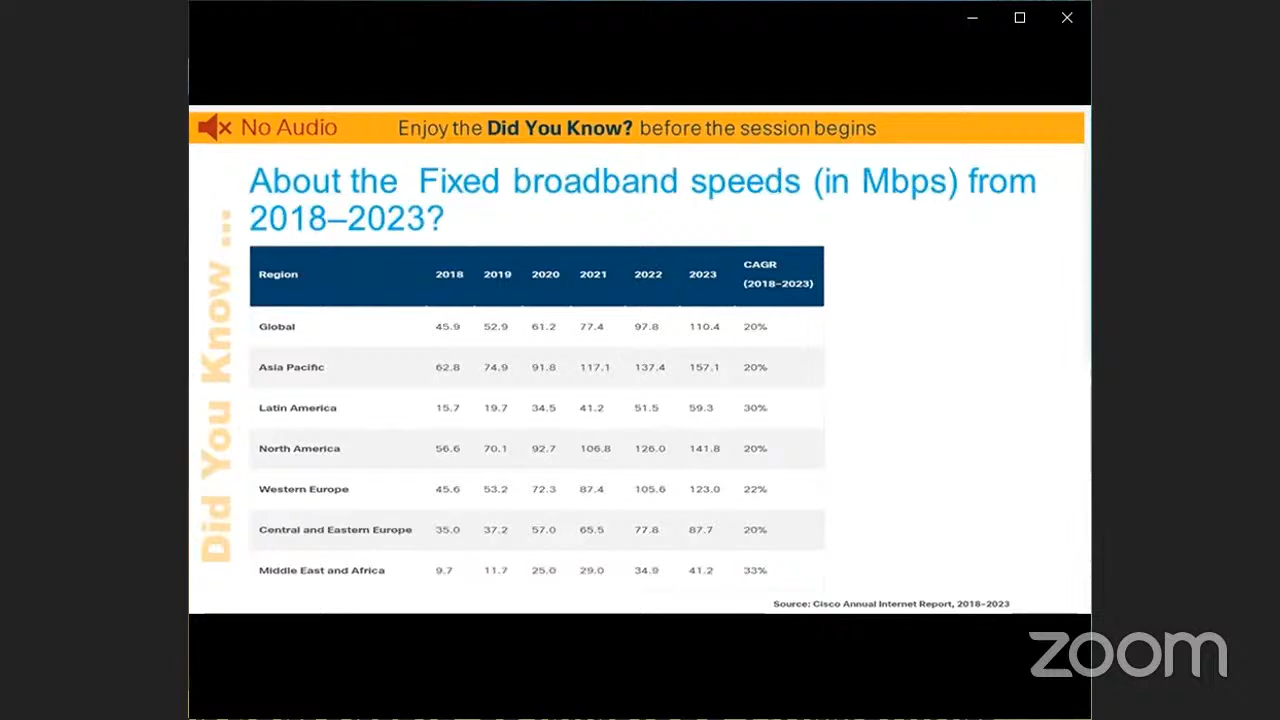 No Audio Enjoy the Did You Know? before the session begins
About the Fixed broadband speeds (in Mbps) from
2018–2023?
Did You Know ...
Region 2018 2019 2020 2021 2022 2023 CAGR (2018–2023)
Global 45.9 52.9 61.2 77.4 97.8 110.4 20%
Asia Pacific 62.8 74.9 91.8 117.1 137.4 157.1 20%
Latin America 15.7 19.7 34.5 41.2 51.5 59.3 30%
North America 56.6 70.1 92.7 106.8 126.0 141.8 20%
Western Europe 45.6 53.2 72.3 87.4 105.6 123.0 22%
Central and Eastern Europe 35.0 37.2 57.0 65.5 77.8 87.7 20%
Middle East and Africa 9.7 11.7 25.0 29.0 34.9 41.2 33%
Source: Cisco Annual Internet Report, 2018–2023
zoom